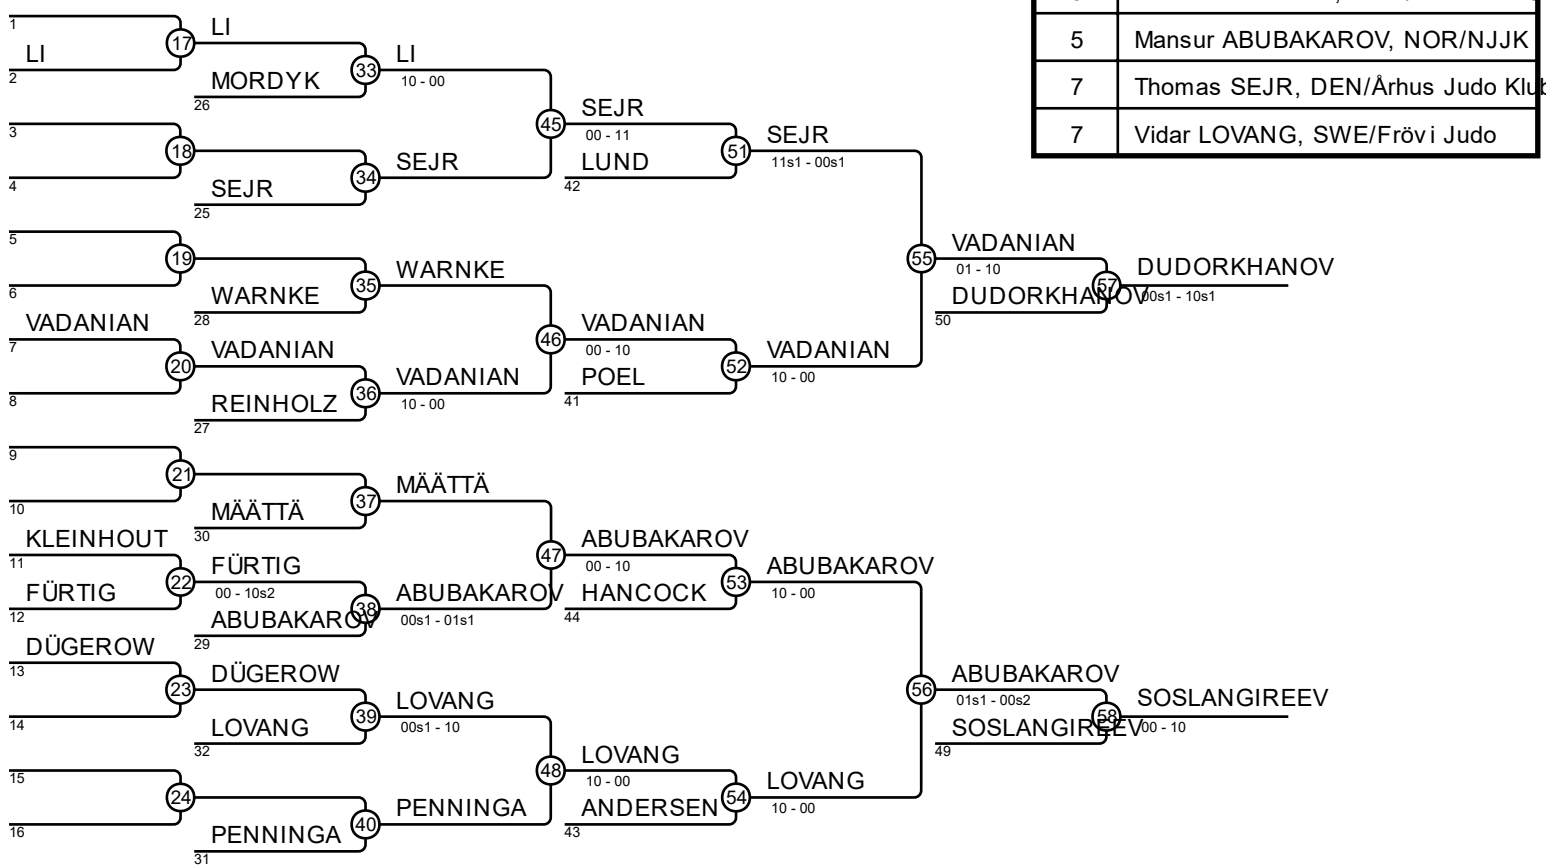 5 Mansur ABUBAKAROV, NOR/NJJK
7 Thomas SEJR, DEN/Århus Judo Klub
7 Vidar LOVANG, SWE/Frövi Judo
1
LI
2
3
4
5
6
VADANIAN
7
8
9
10
KLEINHOUT
11
FÜRTIG
12
DÜGEROW
13
14
15
16
17
18
19
20
21
22
23
24
LI
MORDYK
26
SEJR
25
WARNKE
28
VADANIAN
REINHOLZ
27
MÄÄTTÄ
30
FÜRTIG
00 - 10s2
ABUBAKAROV
29
DÜGEROW
LOVANG
32
PENNINGA
31
33
34
35
36
37
38
39
40
LI
10 - 00
SEJR
WARNKE
VADANIAN
10 - 00
MÄÄTTÄ
ABUBAKAROV
00s1 - 01s1
LOVANG
00s1 - 10
PENNINGA
45
46
47
48
SEJR
00 - 11
LUND
42
VADANIAN
00 - 10
POEL
41
ABUBAKAROV
00 - 10
HANCOCK
44
LOVANG
10 - 00
ANDERSEN
43
51
52
53
54
SEJR
11s1 - 00s1
VADANIAN
10 - 00
ABUBAKAROV
10 - 00
LOVANG
10 - 00
55
56
VADANIAN
01 - 10
DUDORKHANOV
50
ABUBAKAROV
01s1 - 00s2
SOSLANGIREEV
49
57
58
DUDORKHANOV
00s1 - 10s1
SOSLANGIREEV
00 - 10